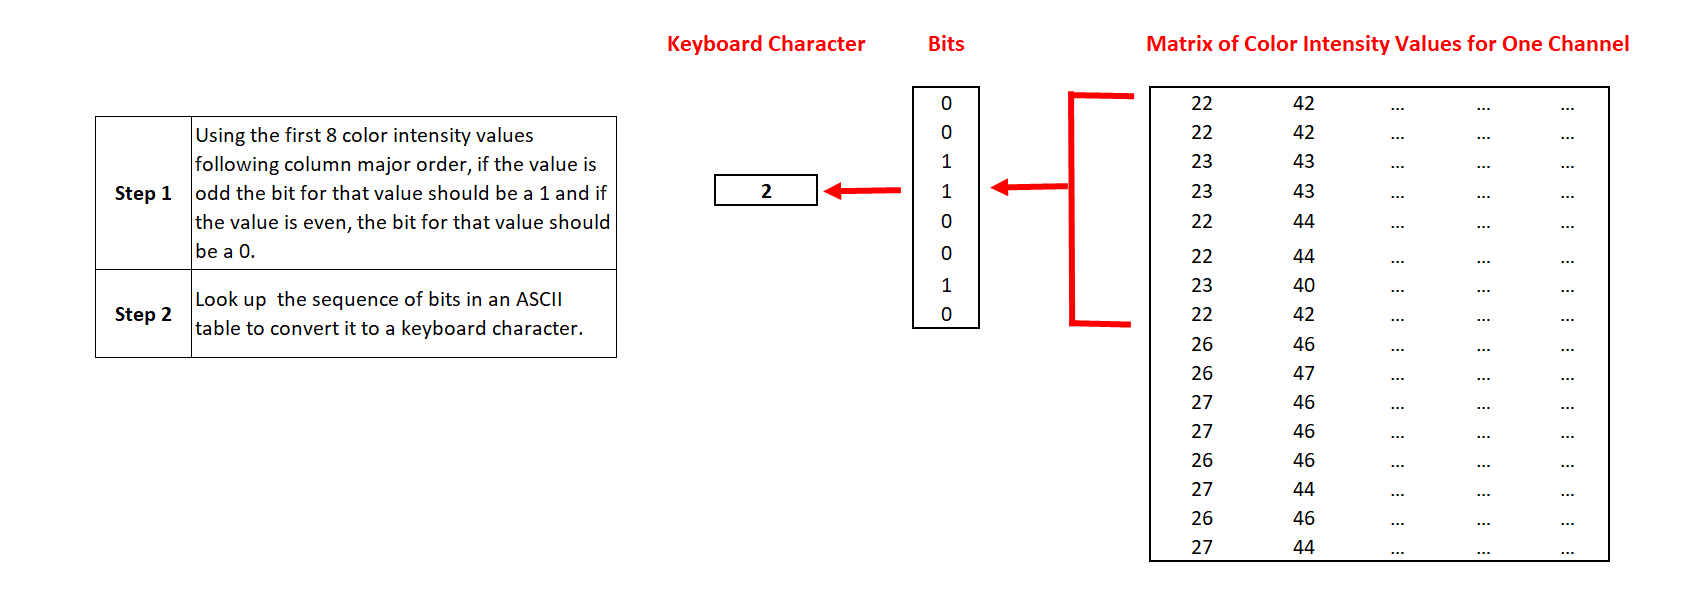 Keyboard Character Bits Matrix of Color Intensity Values for One Channel
Step 1
Using the first 8 color intensity values
following column major order, if the value is
odd the bit for that value should be a 1 and if
the value is even, the bit for that value should
be a 0.
Step 2
Look up the sequence of bits in an ASCII
table to convert it to a keyboard character.
2
0
0
1
1
0
0
1
0
22 42 ... ... ...
22 42 ... ... ...
23 43 ... ... ...
23 43 ... ... ...
22 44 ... ... ...
22 44 ... ... ...
23 40 ... ... ...
22 42 ... ... ...
26 46 ... ... ...
26 47 ... ... ...
27 46 ... ... ...
27 46 ... ... ...
26 46 ... ... ...
27 44 ... ... ...
26 46 ... ... ...
27 44 ... ... ...